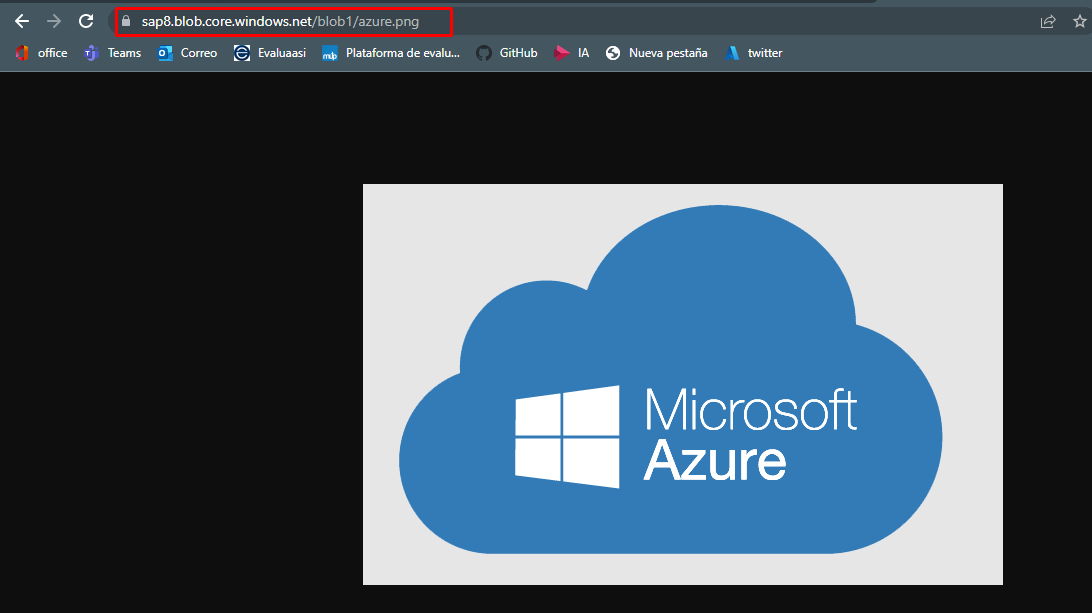 sap8.blob.core.windows.net/blob1/azure.png
office Teams Correo Evaluaasi mdp Plataforma de evalu... GitHub IA Nueva pestaña twitter
Microsoft
Azure